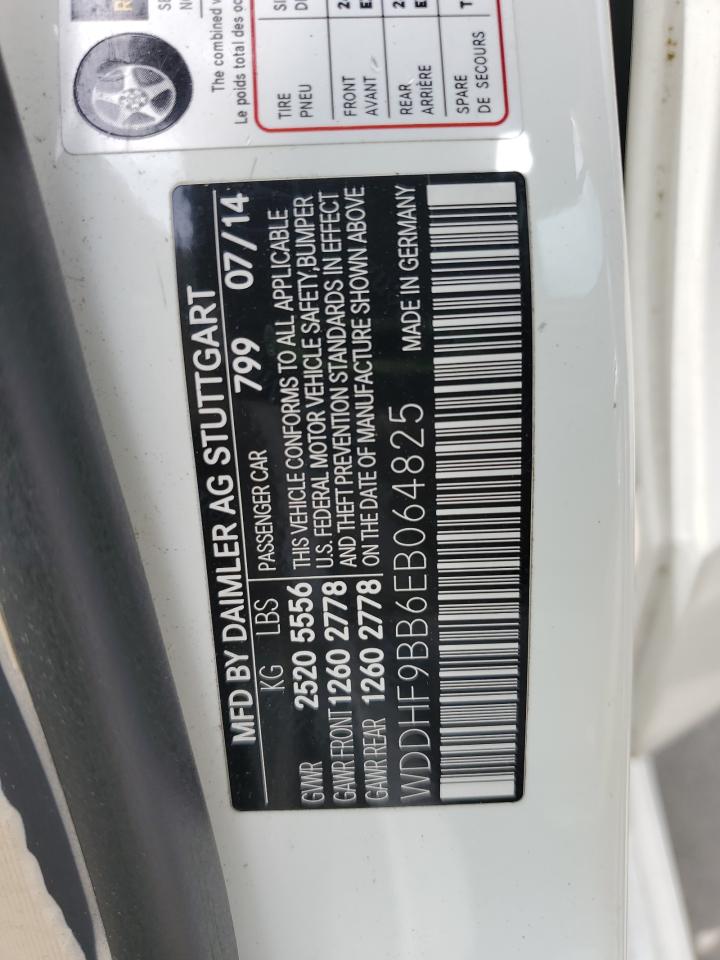 The combined
Le poids total des oc
TIRE
PNEU
FRONT
AVANT
REAR
ARRIÈRE
SPARE
DE SECOURS
MFD BY DAIMLER AG STUTTGART
KG LBS PASSENGER CAR 799 07/14
GVWR 2520 5556 THIS VEHICLE CONFORMS TO ALL APPLICABLE
GAWR FRONT 1260 2778 U.S. FEDERAL MOTOR VEHICLE SAFETY, BUMPER
AND THEFT PREVENTION STANDARDS IN EFFECT
GAWR REAR 1260 2778 ON THE DATE OF MANUFACTURE SHOWN ABOVE
WDDHF9BB6EB064825 MADE IN GERMANY